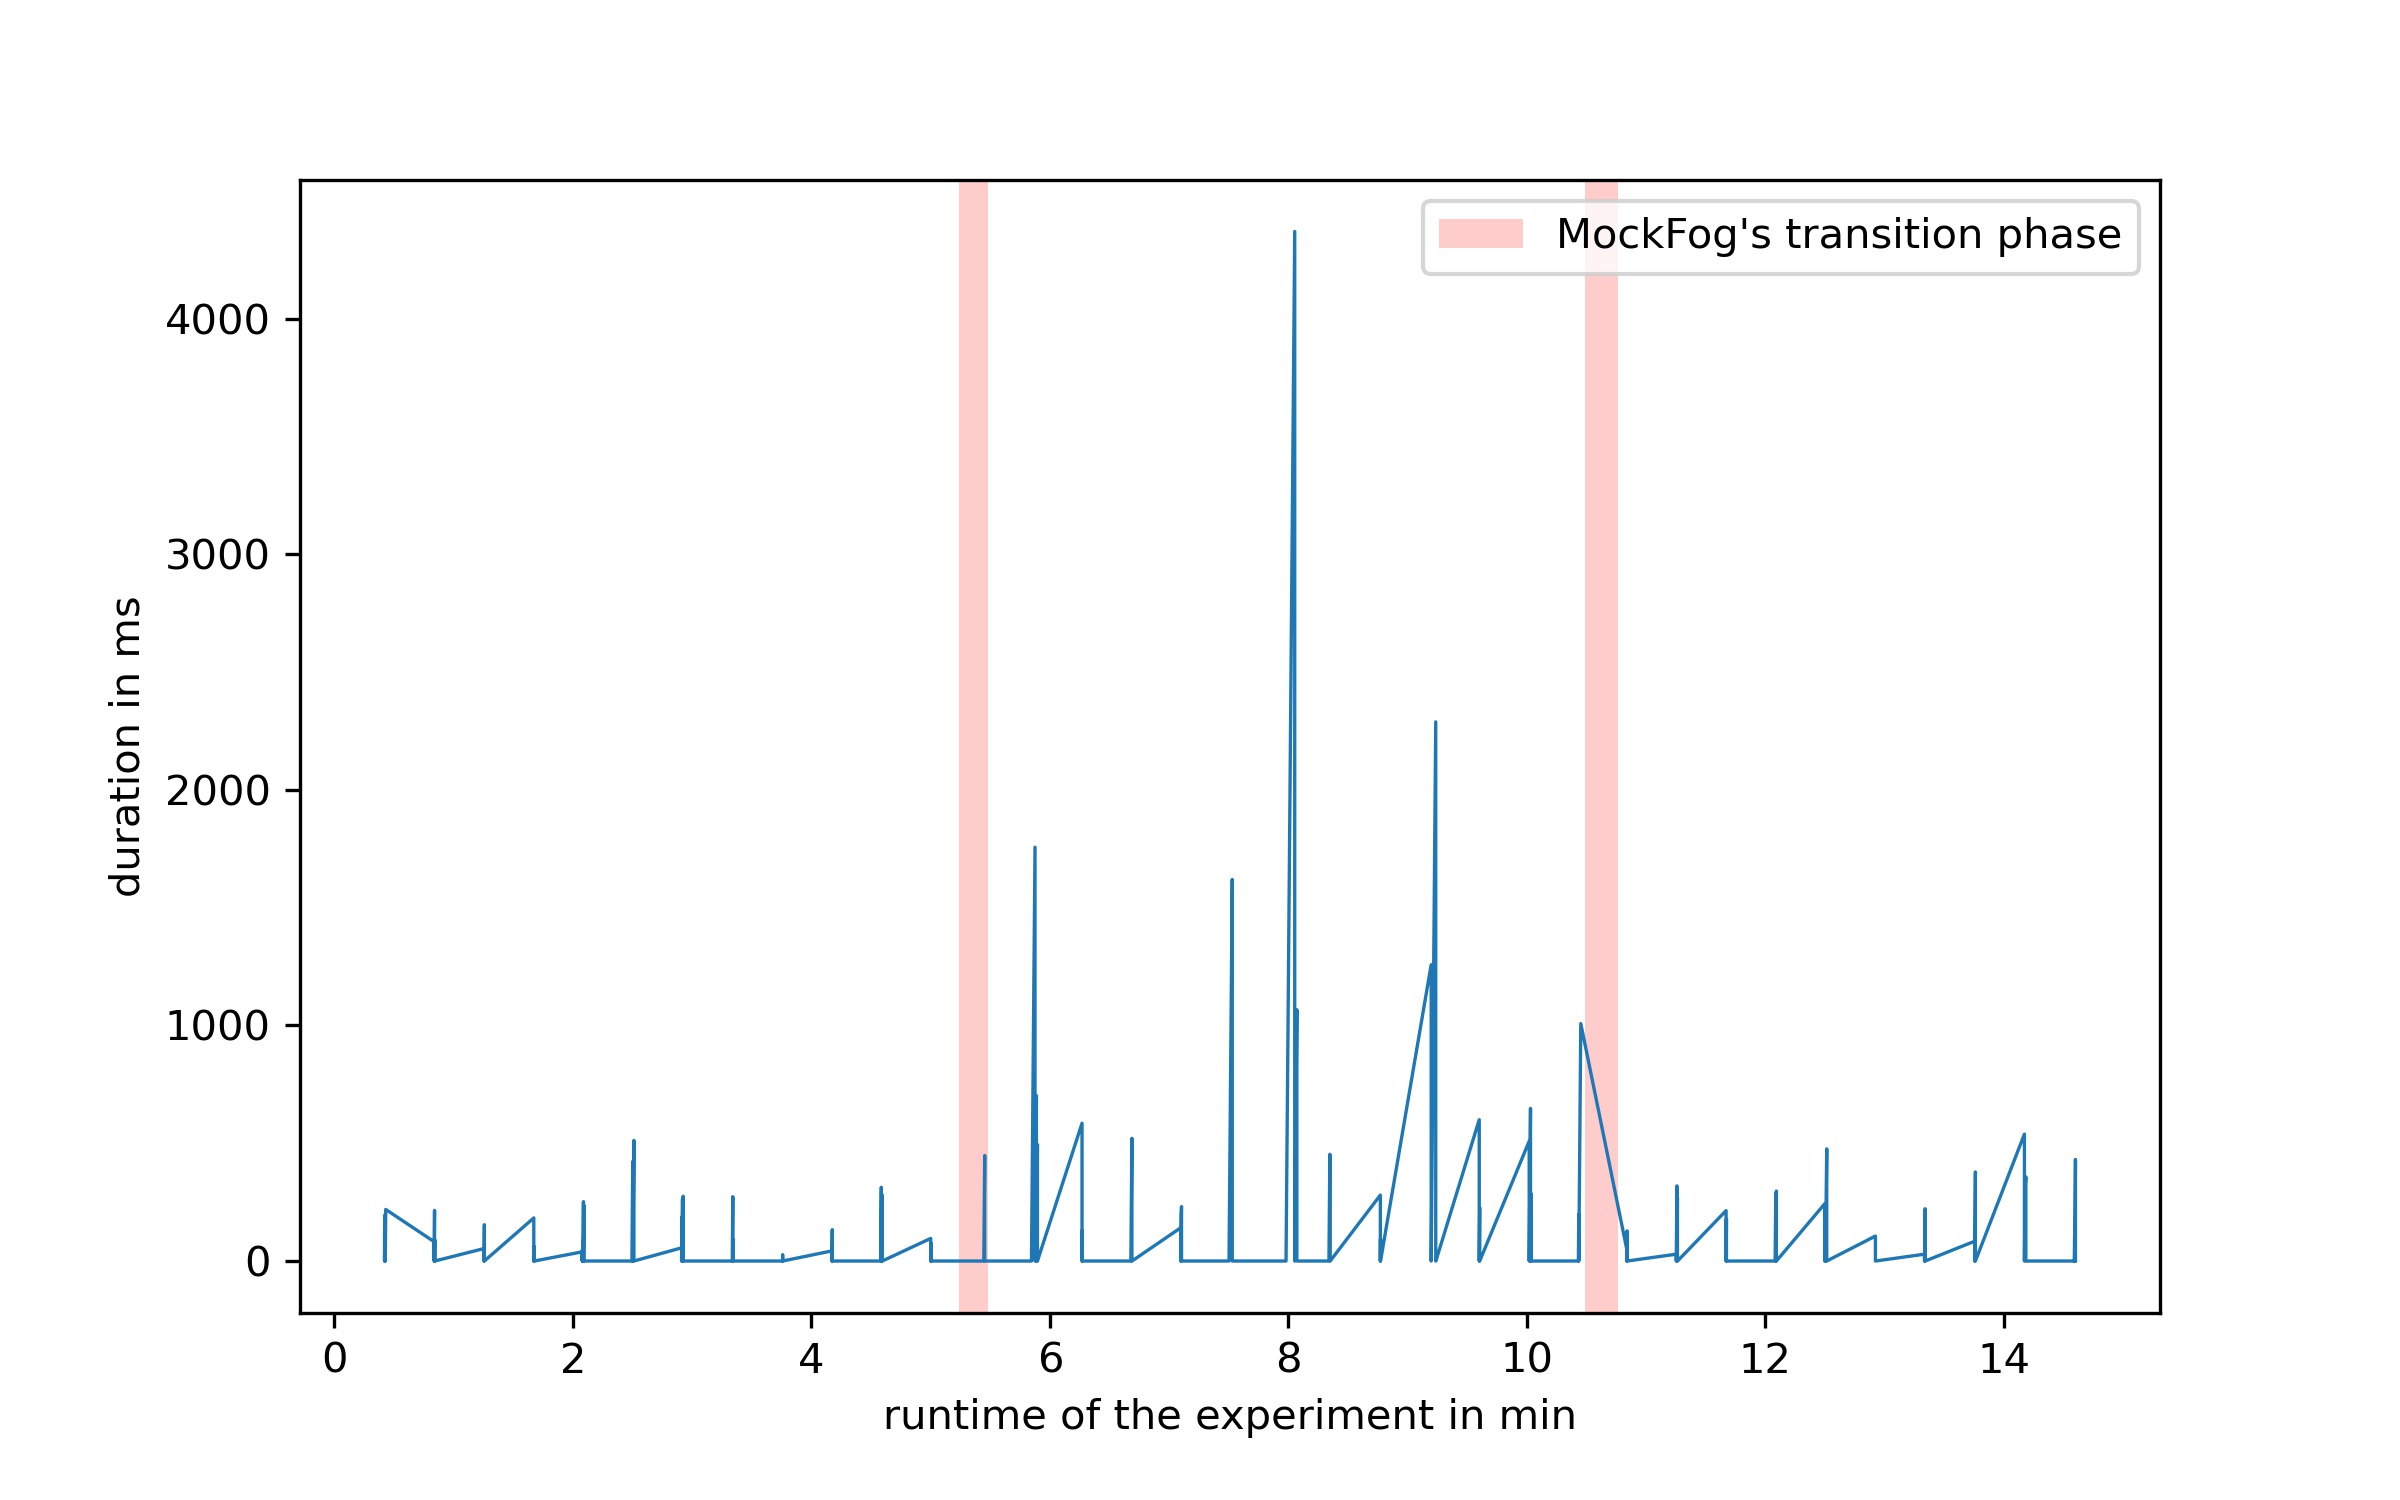 MockFog's transition phase
4000
3000
2000
1000
0
duration in ms
0 2 4 6 8 10 12 14
runtime of the experiment in min